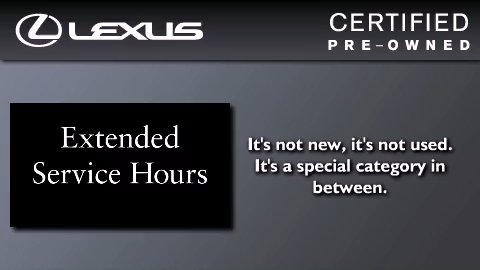 LEXUS
CERTIFIED
PRE-OWNED
Extended
Service Hours
It's not new, it's not used.
It's a special category in
between.